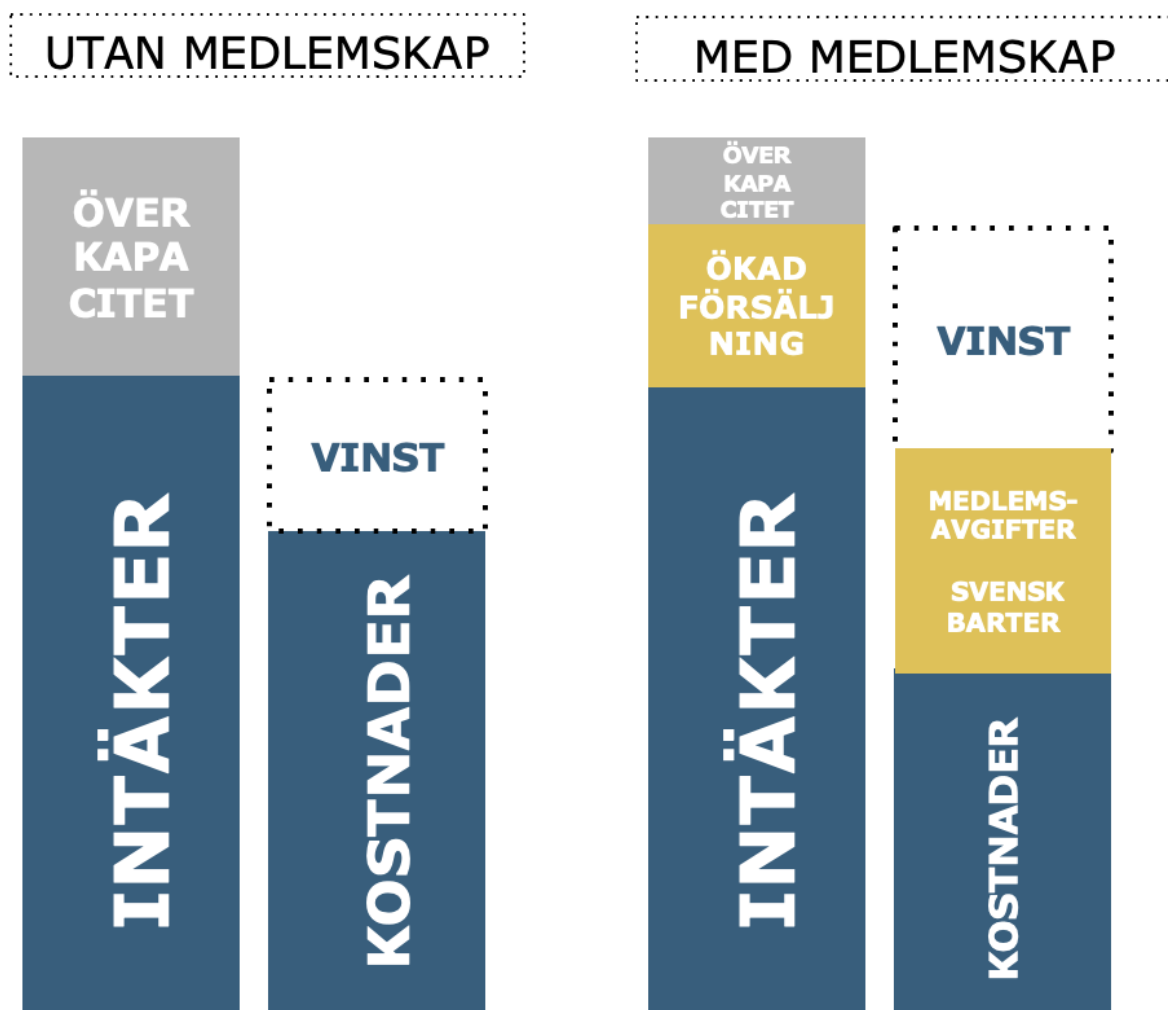 UTAN MEDLEMSKAP
ÖVER
KAPA
CITET
INTÄKTER
VINST
KOSTNADER
MED MEDLEMSKAP
ÖVER
KAPA
CITET
ÖKAD
FÖRSÄLJ
NING
INTÄKTER
VINST
MEDLEMS-
AVGIFTER
SVENSK
BARTER
KOSTNADER